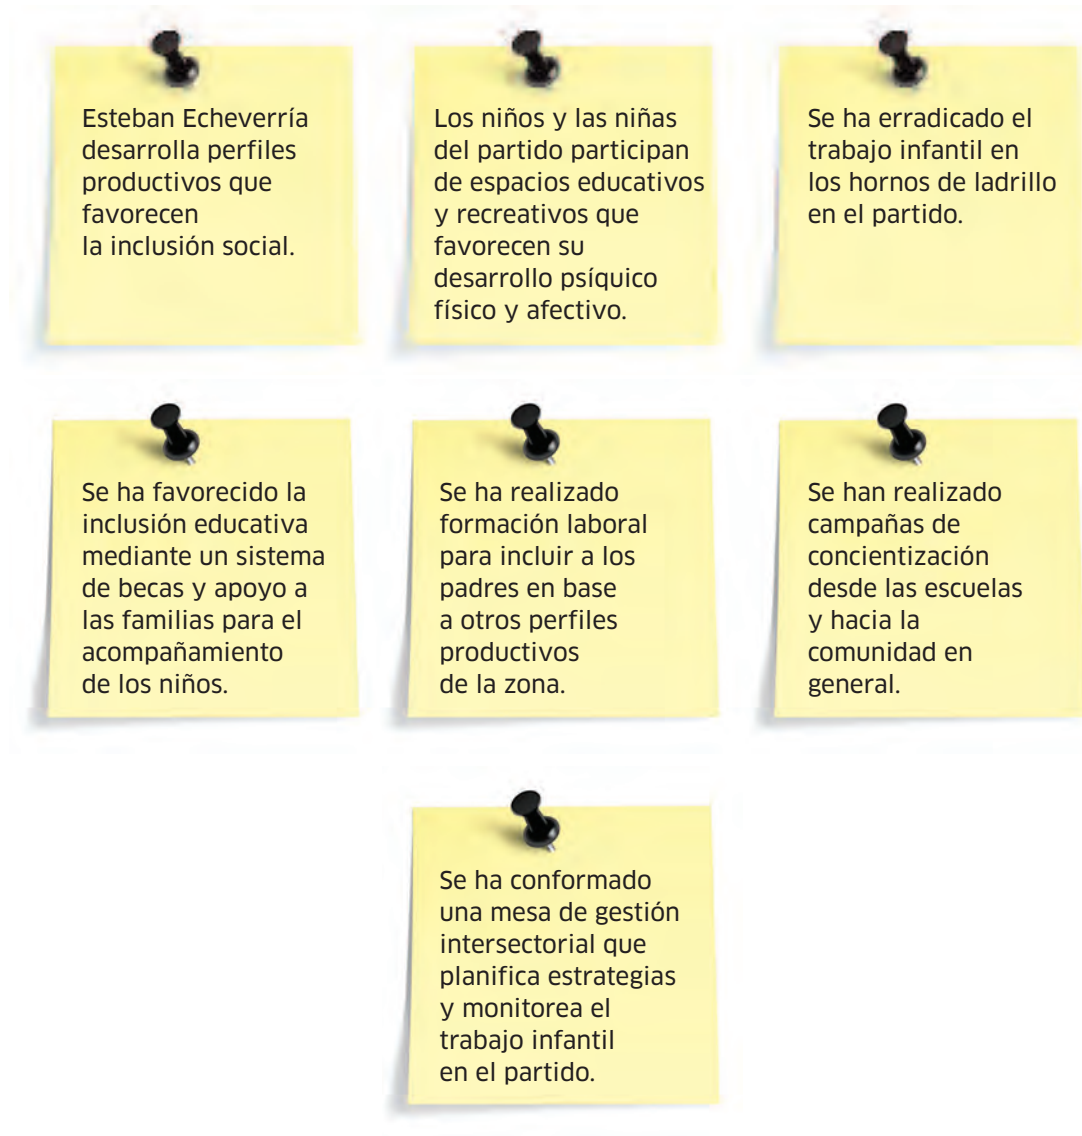 Esteban Echeverría
desarrolla perfiles
productivos que
favorecen
la inclusión social.
Los niños y las niñas
del partido participan
de espacios educativos
y recreativos que
favorecen su
desarrollo psíquico
físico y afectivo.
Se ha erradicado el
trabajo infantil en
los hornos de ladrillo
en el partido.
Se ha favorecido la
inclusión educativa
mediante un sistema
de becas y apoyo a
las familias para el
acompañamiento
de los niños.
Se ha realizado
formación laboral
para incluir a los
padres en base
a otros perfiles
productivos
de la zona.
Se han realizado
campañas de
concientización
desde las escuelas
y hacia la
comunidad en
general.
Se ha conformado
una mesa de gestión
intersectorial que
planifica estrategias
y monitorea el
trabajo infantil
en el partido.